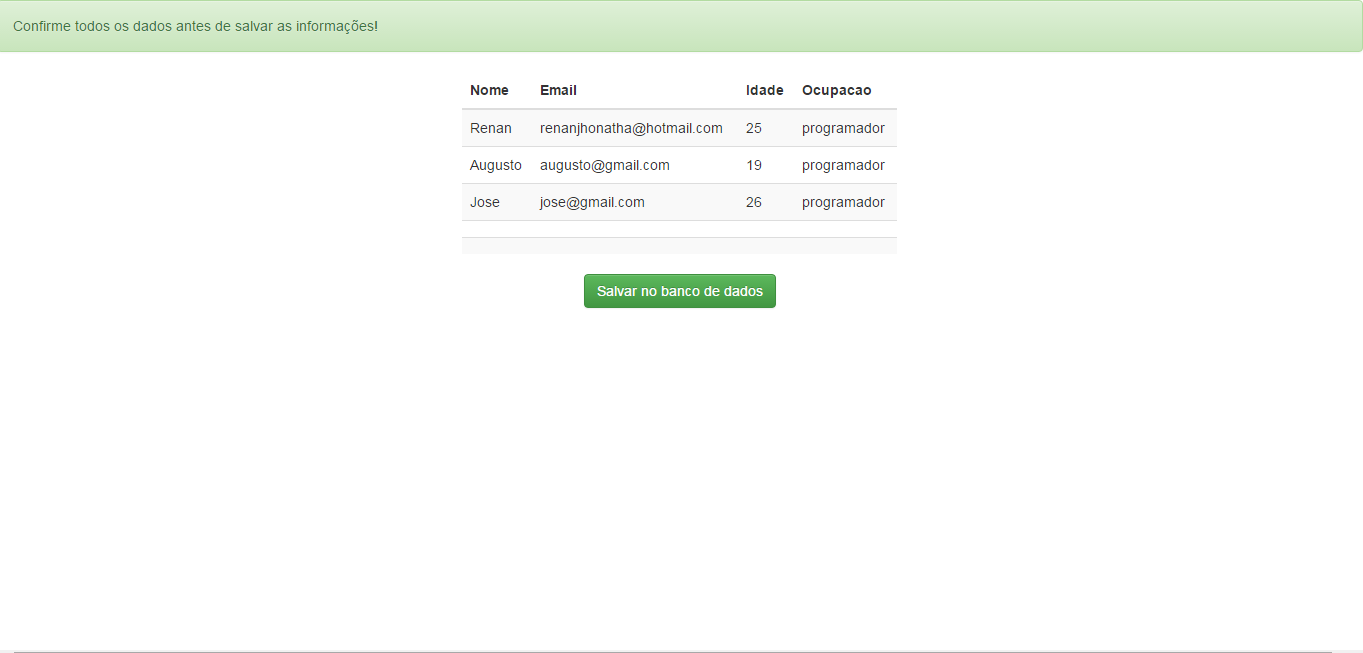 Confirme todos os dados antes de salvar as informações!
Nome Email Idade Ocupacao
Renan renanjhonatha@hotmail.com 25 programador
Augusto augusto@gmail.com 19 programador
Jose jose@gmail.com 26 programador
Salvar no banco de dados